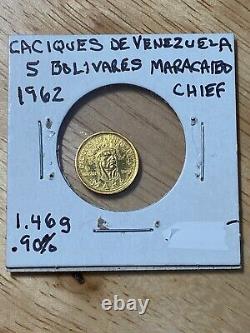 CACIQUES DE VENEZUELA
5 BOLIVARES MARACAIBO
1962 CHIEF
1.46g
.90%